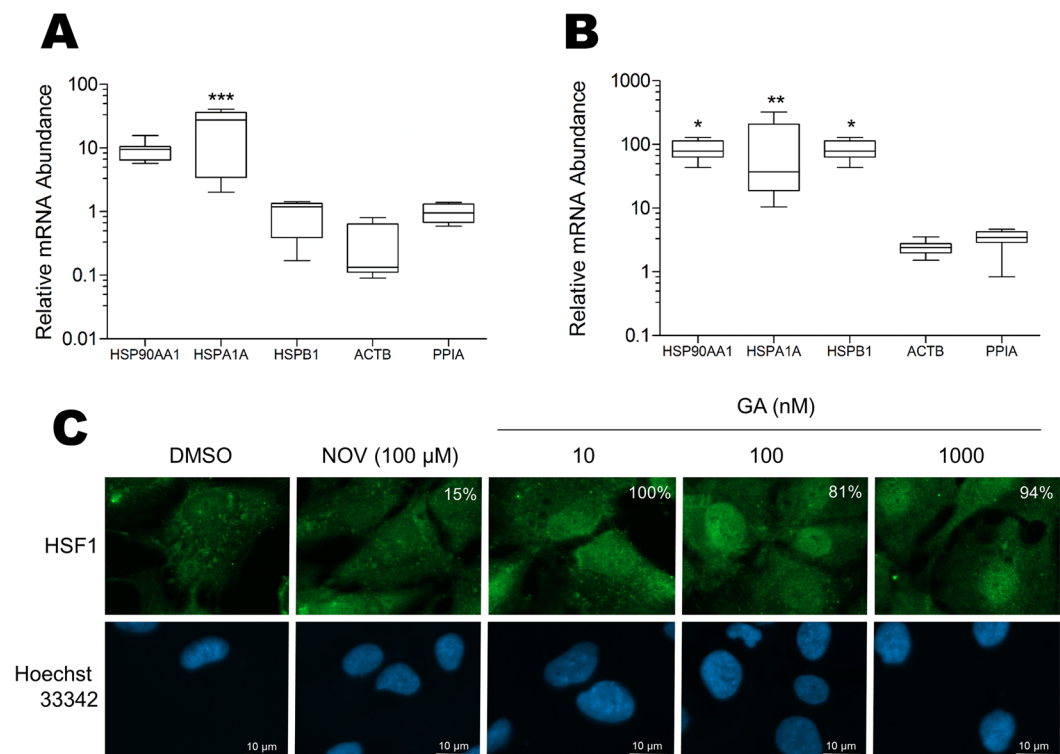 A
B
Relative mRNA Abundance
100
10
1
0.1
0.01
***
HSP90AA1 HSPA1A HSPB1 ACTB PPIA
Relative mRNA Abundance
1000
100
10
1
0.1
* ** *
HSP90AA1 HSPA1A HSPB1 ACTB PPIA
C
GA (nM)
DMSO NOV (100 µM) 10 100 1000
HSF1
15% 100% 81% 94%
Hoechst
33342
10 µm 10 µm 10 µm 10 µm 10 µm